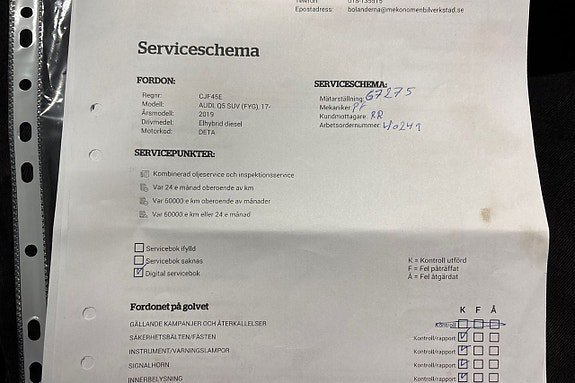 Telefon: 018-135515
Epostadress: bolanderna@mekonomenbilverkstad.se
Serviceschema
FORDON:
Regnr: CJF45E
Modell: AUDI, Q5 SUV (FYG), 17-
Årsmodell: 2019
Drivmedel: Elhybrid diesel
Motorkod: DETA
SERVICESCHEMA:
Mätarställning: 67275
Mekaniker: PF
Kundmottagare: RR
Arbetsordernummer: 40241
SERVICEPUNKTER:
Kombinerad oljeservice och inspektionsservice
Var 24:e månad oberoende av km
Var 60000:e km oberoende av månader
Var 60000:e km eller 24:e månad
Servicebok ifylld
Servicebok saknas
Digital servicebok
K = Kontroll utförd
F = Fel påträffat
Å = Fel åtgärdat
Fordonet på golvet
K F Å
GÄLLANDE KAMPANJER OCH ÅTERKALLELSER Kontroll
SÄKERHETSBÄLTEN/FÄSTEN Kontroll/rapport
INSTRUMENT/VARNINGSLAMPOR Kontroll/rapport
SIGNALHORN Kontroll/rapport
INNERBELYSNING Kontroll/rapport